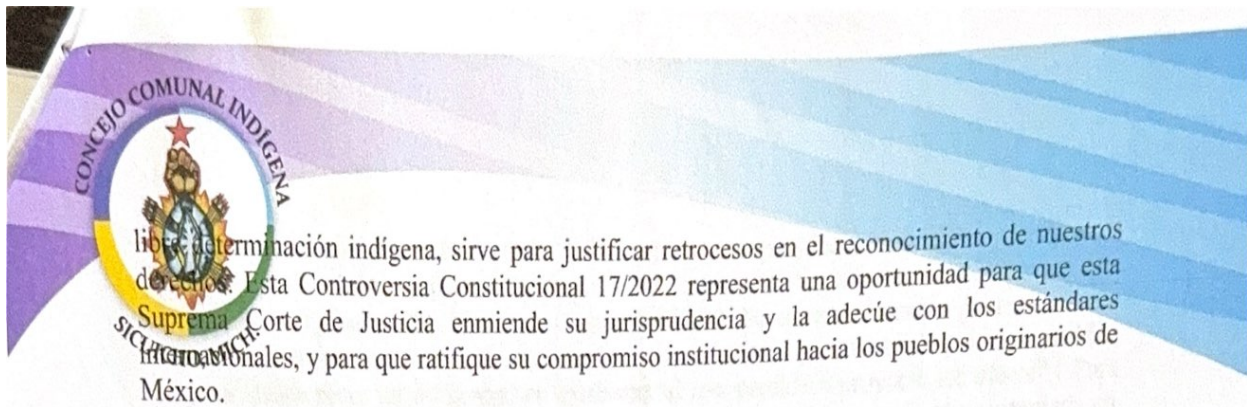 CONCEJO COMUNAL INDÍGENA
libre determinación indígena, sirve para justificar retrocesos en el reconocimiento de nuestros
derechos. Esta Controversia Constitucional 17/2022 representa una oportunidad para que esta
Suprema Corte de Justicia enmiende su jurisprudencia y la adecúe con los estándares
internacionales, y para que ratifique su compromiso institucional hacia los pueblos originarios de
México.
SICUICHO, MICH.